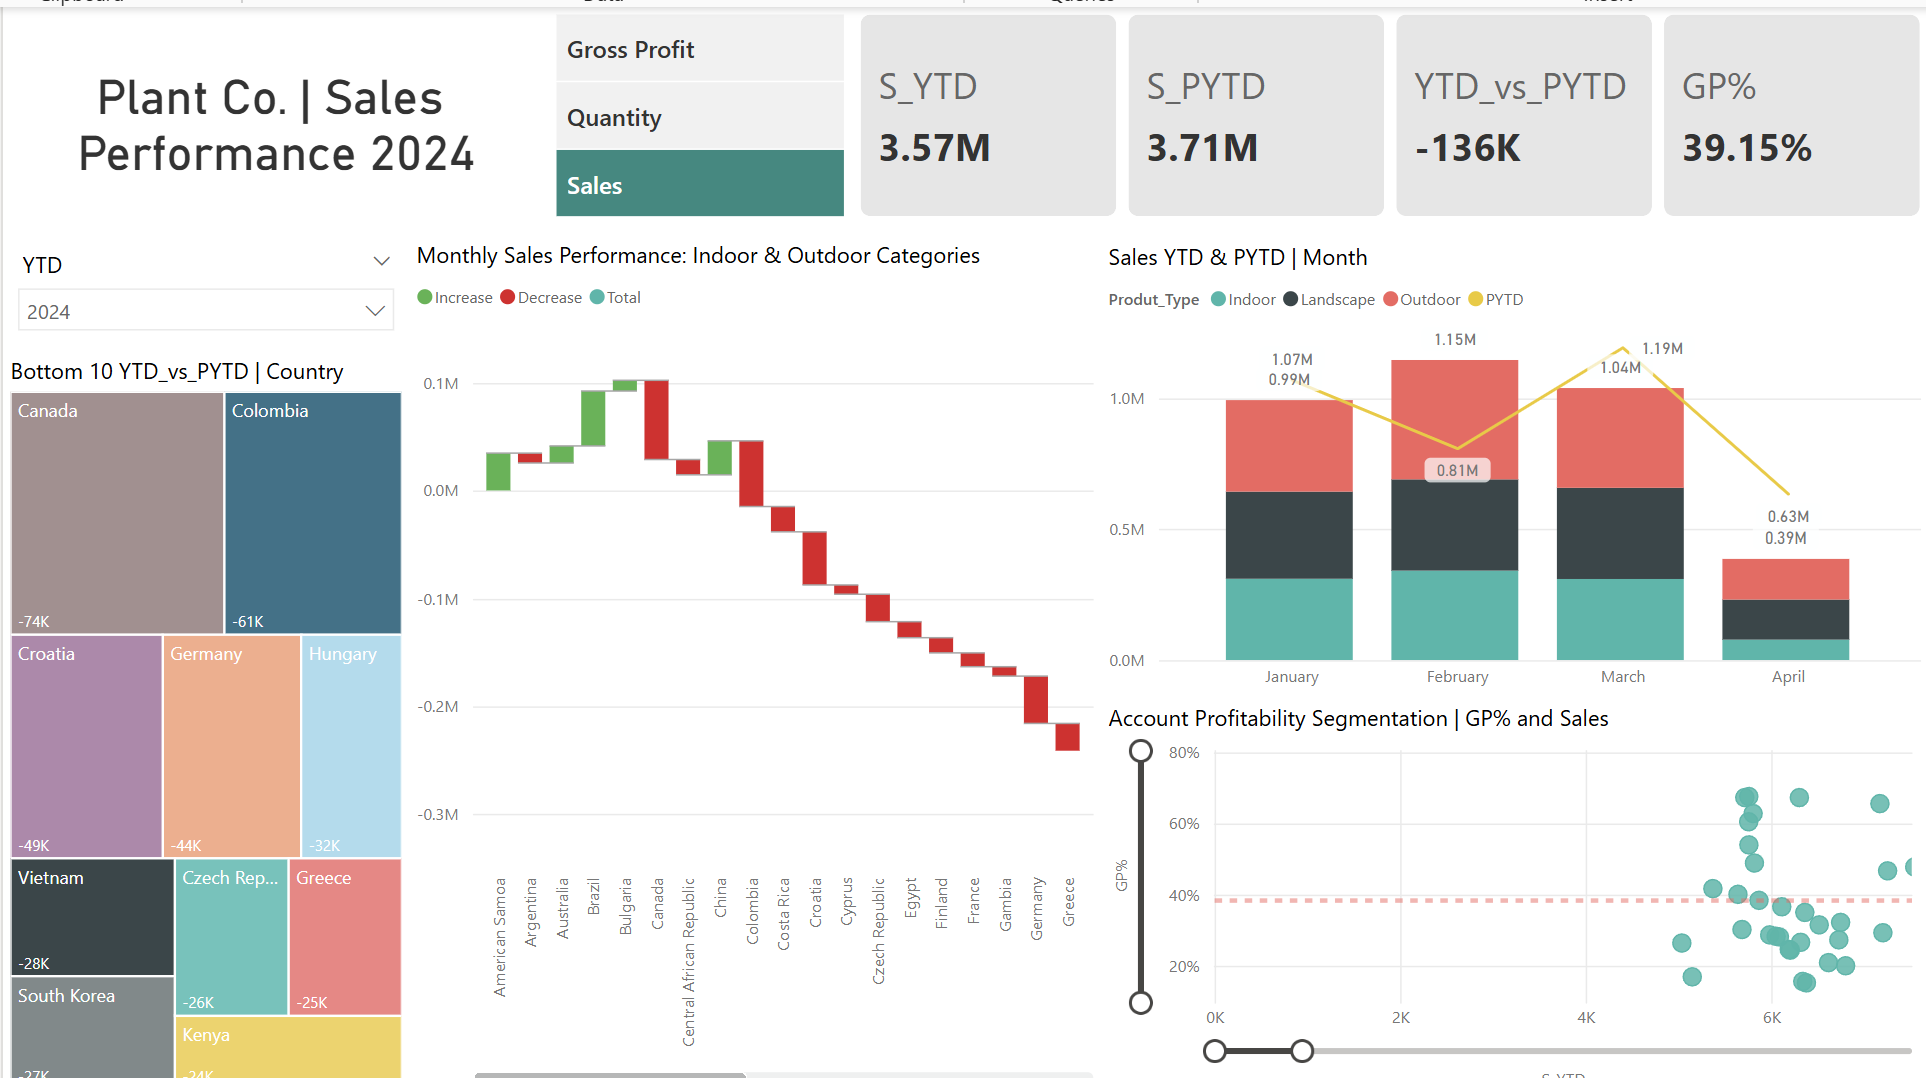 Plant Co. | Sales
Performance 2024
Gross Profit
Quantity
Sales
S_YTD
3.57M
S_PYTD
3.71M
YTD_vs_PYTD
-136K
GP%
39.15%
YTD
2024
Bottom 10 YTD_vs_PYTD | Country
Canada
-74K
Colombia
-61K
Croatia
-49K
Germany
-44K
Hungary
-32K
Vietnam
-28K
Czech Rep...
-26K
Greece
-25K
South Korea
-27K
Kenya
-24K
Monthly Sales Performance: Indoor & Outdoor Categories
Increase Decrease Total
0.1M
0.0M
-0.1M
-0.2M
-0.3M
American Samoa
Argentina
Australia
Brazil
Bulgaria
Canada
Central African Republic
China
Colombia
Costa Rica
Croatia
Cyprus
Czech Republic
Egypt
Finland
France
Gambia
Germany
Greece
Sales YTD & PYTD | Month
Produt_Type Indoor Landscape Outdoor PYTD
1.0M
0.5M
0.0M
1.07M
0.99M
1.15M
0.81M
1.19M
1.04M
0.63M
0.39M
January
February
March
April
Account Profitability Segmentation | GP% and Sales
GP%
80%
60%
40%
20%
0K
2K
4K
6K